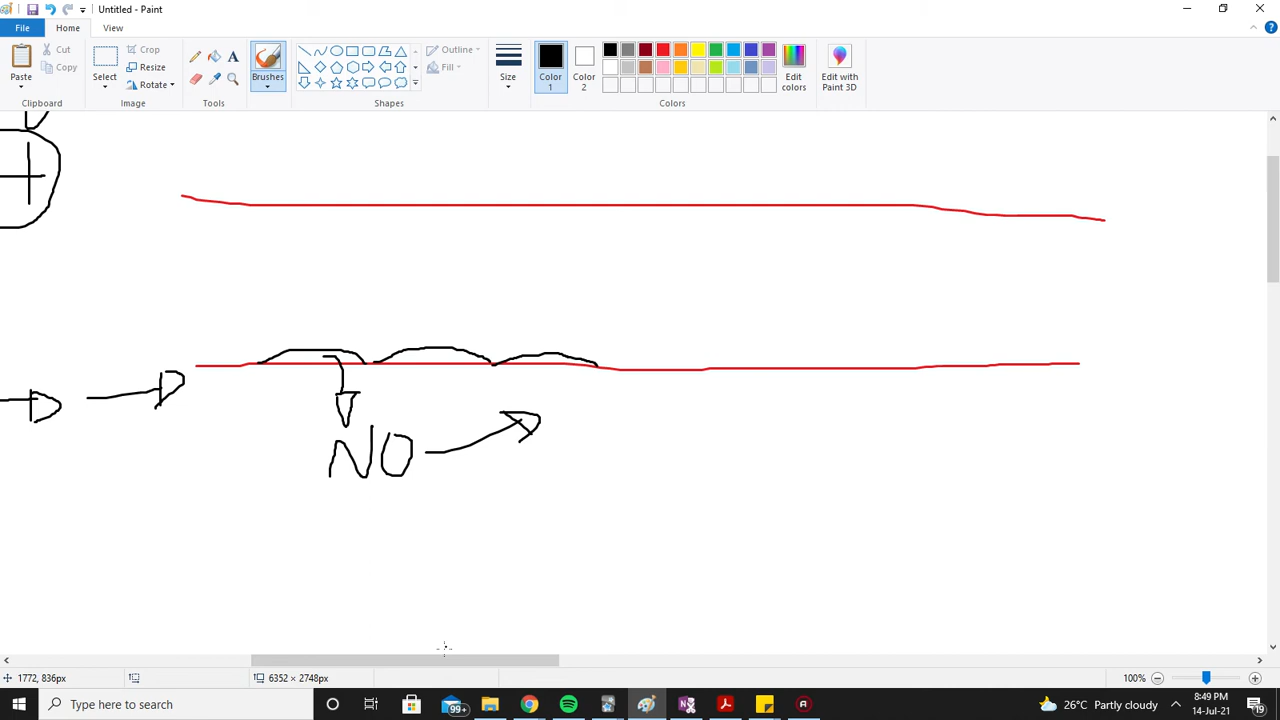 Untitled - Paint
File Home View
Paste
Cut
Copy
Clipboard
Select
Crop
Resize
Rotate
Image
A
Tools
Brushes
Shapes
Outline
Fill
Size
Color 1
Color 2
Edit colors
Edit with Paint 3D
Colors
NO
1772, 836px
6352 × 2748px
100%
Type here to search
99+
26°C Partly cloudy
8:49 PM
14-Jul-21
19